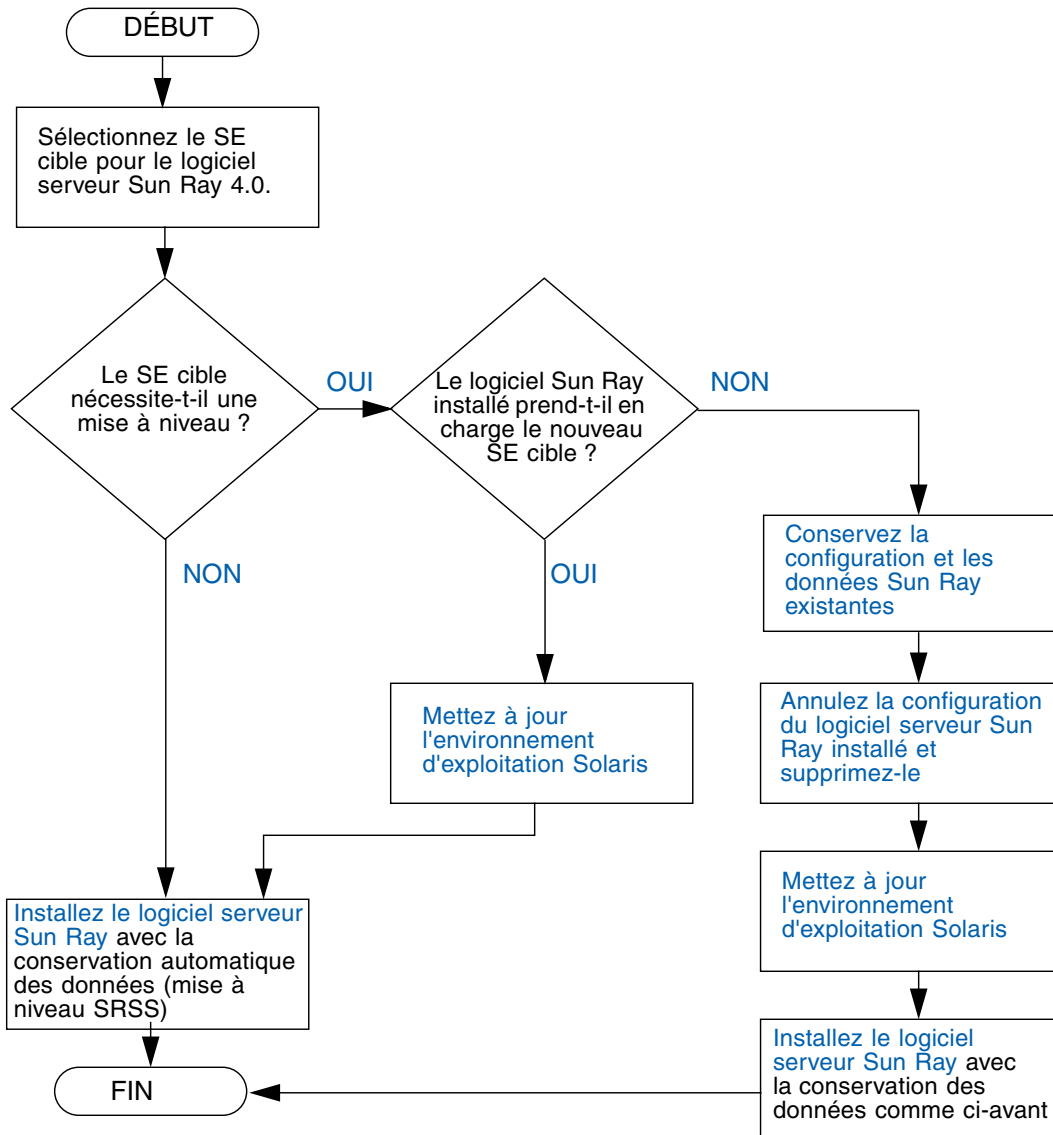 DÉBUT
Sélectionnez le SE
cible pour le logiciel
serveur Sun Ray 4.0.
Le SE cible
nécessite-t-il une
mise à niveau ?
OUI
Le logiciel Sun Ray
installé prend-t-il en
charge le nouveau
SE cible ?
NON
NON
OUI
Conservez la
configuration et les
données Sun Ray
existantes
Mettez à jour
l'environnement
d'exploitation Solaris
Annulez la configuration
du logiciel serveur Sun
Ray installé et
supprimez-le
Mettez à jour
l'environnement
d'exploitation Solaris
Installez le logiciel serveur
Sun Ray avec la
conservation automatique
des données (mise à
niveau SRSS)
Installez le logiciel
serveur Sun Ray avec
la conservation des
données comme ci-avant
FIN